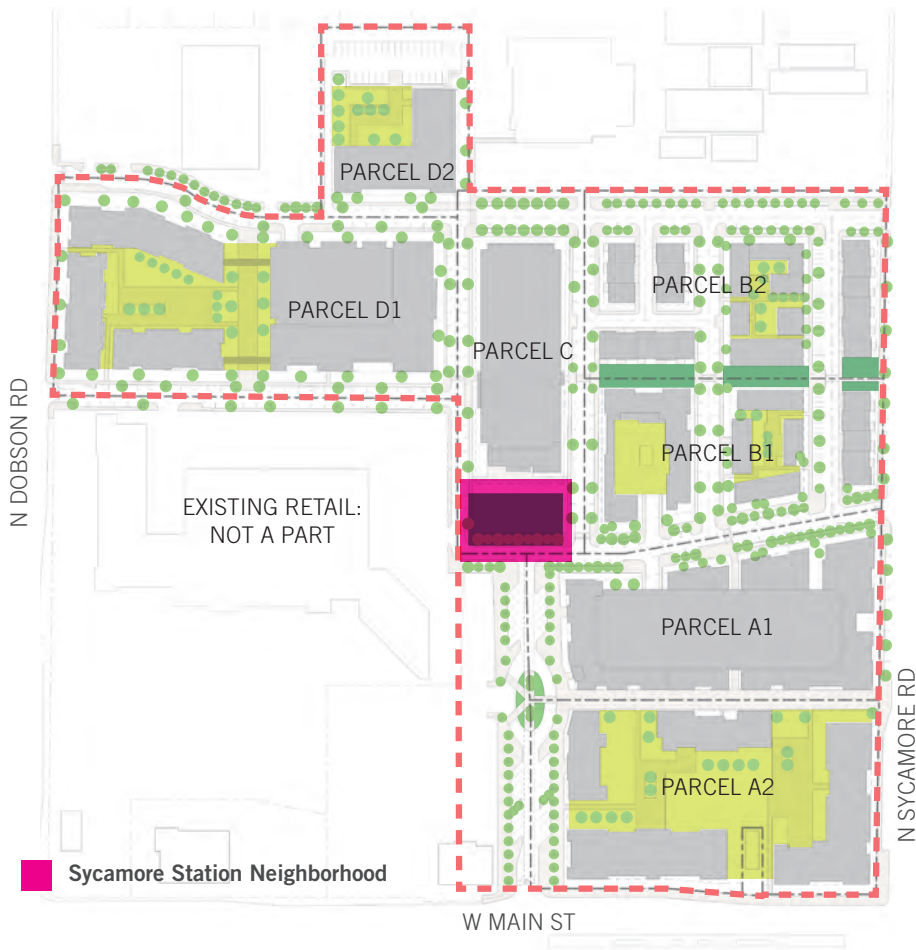 PARCEL D2
PARCEL B2
PARCEL D1
PARCEL C
N DOBSON RD
PARCEL B1
EXISTING RETAIL:
NOT A PART
PARCEL A1
PARCEL A2
N SYCAMORE RD
Sycamore Station Neighborhood
W MAIN ST